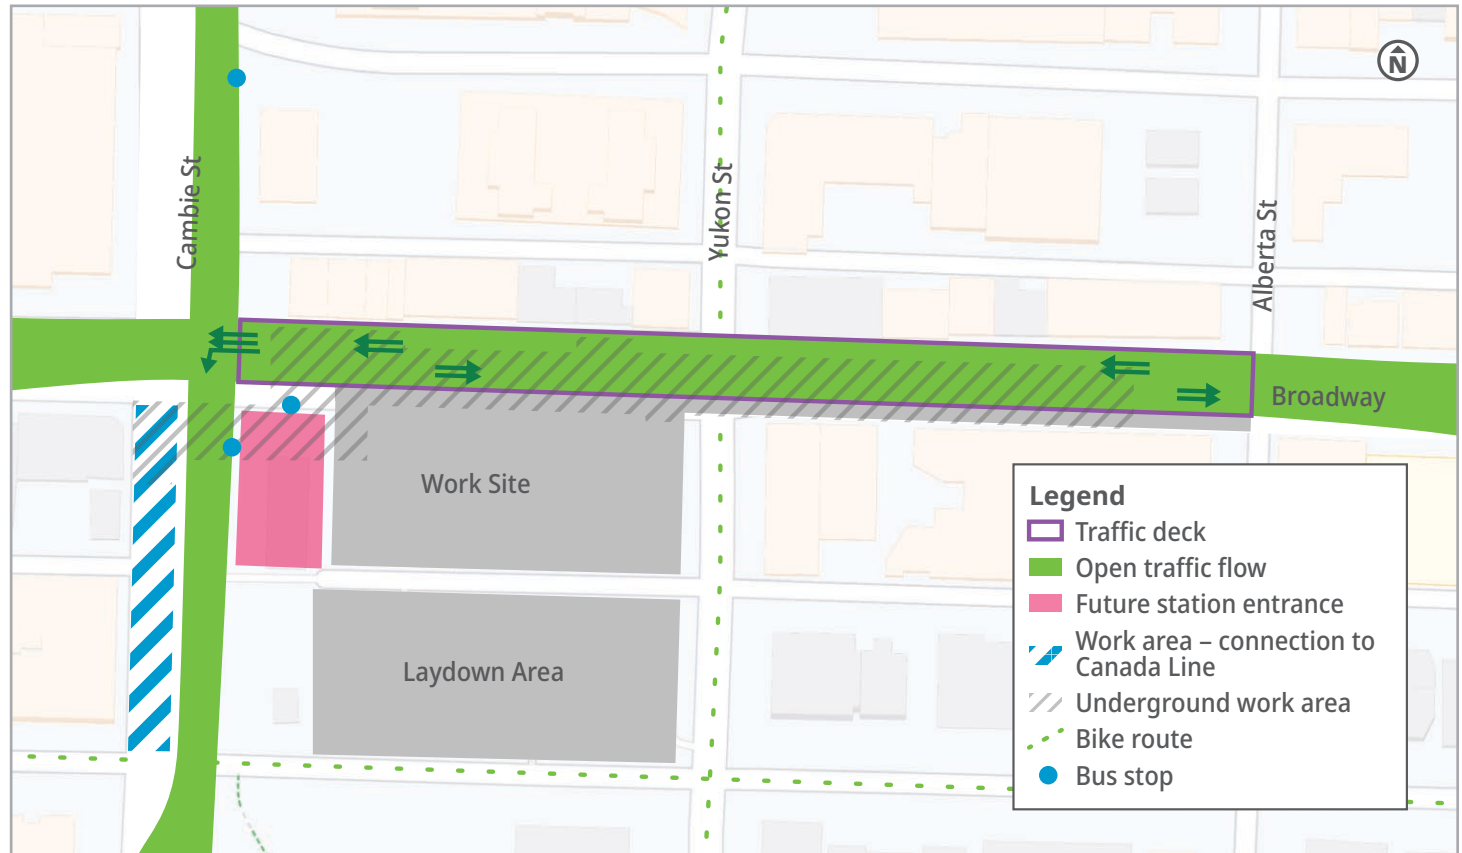 N
Cambie St
Yukon St
Alberta St
Broadway
Work Site
Laydown Area
Legend
Traffic deck
Open traffic flow
Future station entrance
Work area – connection to
Canada Line
Underground work area
Bike route
Bus stop